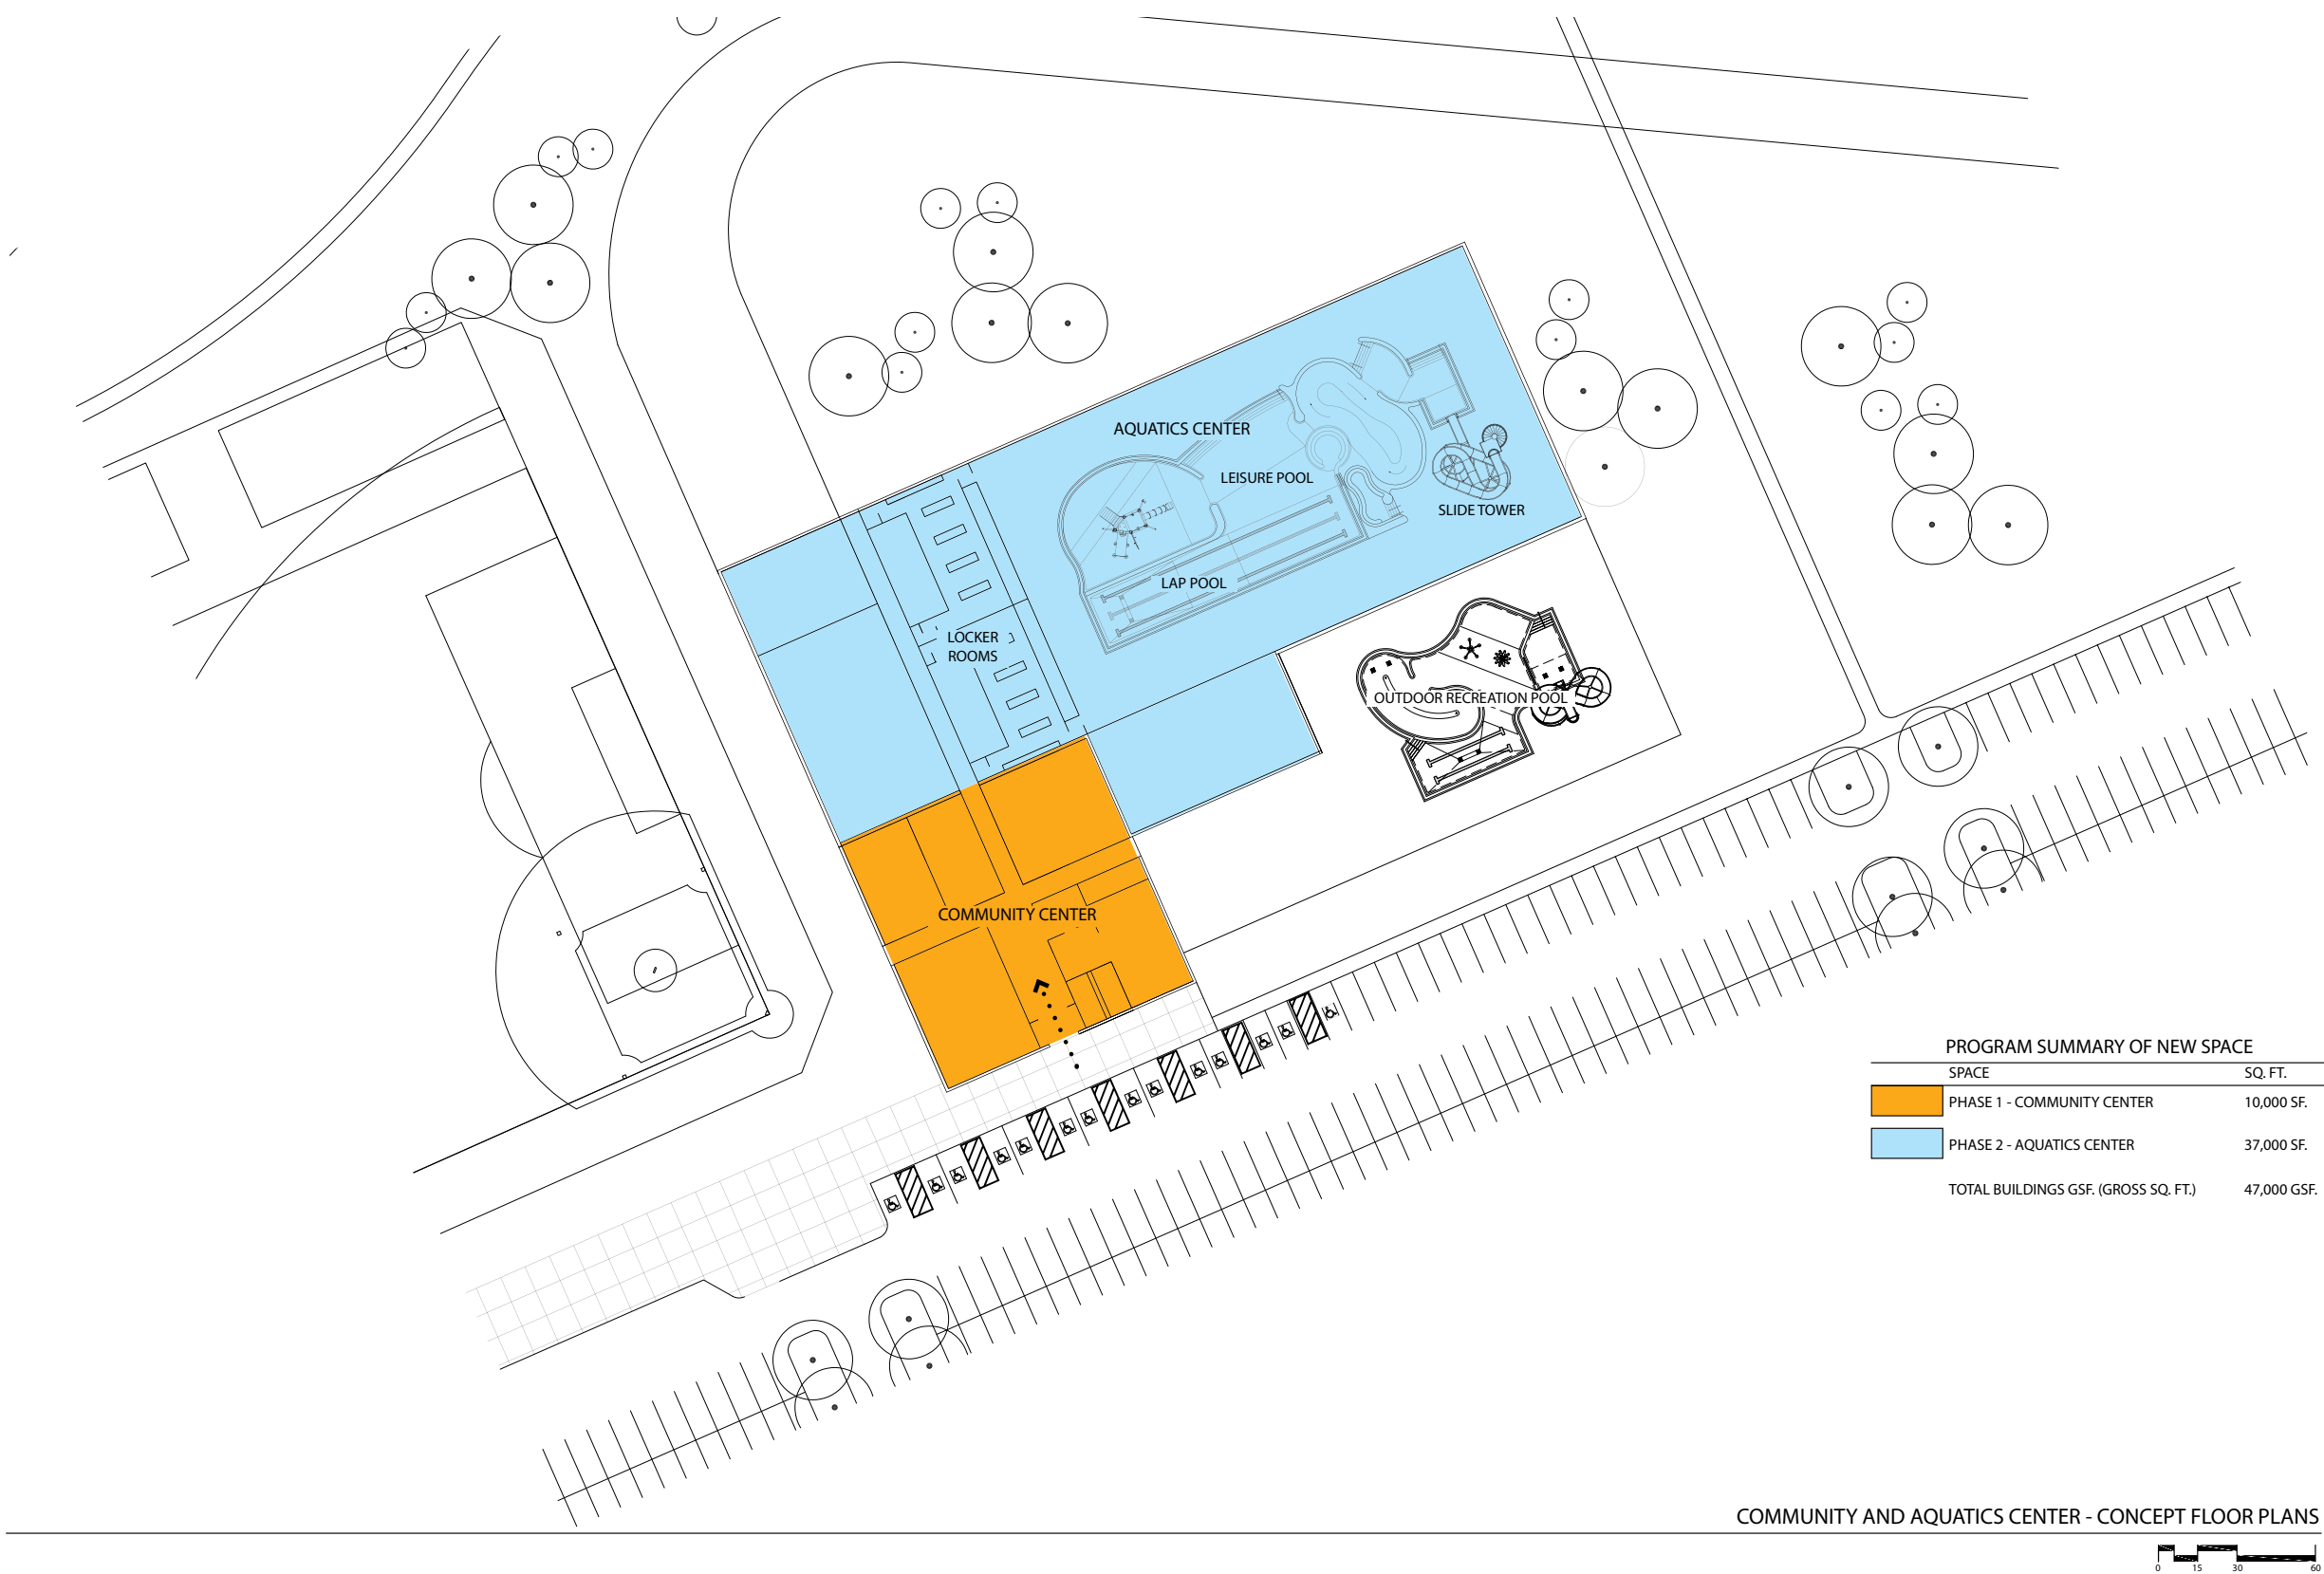 AQUATICS CENTER
LEISURE POOL
SLIDE TOWER
LAP POOL
LOCKER
ROOMS
OUTDOOR RECREATION POOL
COMMUNITY CENTER
PROGRAM SUMMARY OF NEW SPACE
SPACE SQ. FT.
PHASE 1 - COMMUNITY CENTER 10,000 SF.
PHASE 2 - AQUATICS CENTER 37,000 SF.
TOTAL BUILDINGS GSF. (GROSS SQ. FT.) 47,000 GSF.
COMMUNITY AND AQUATICS CENTER - CONCEPT FLOOR PLANS
0 15 30 60